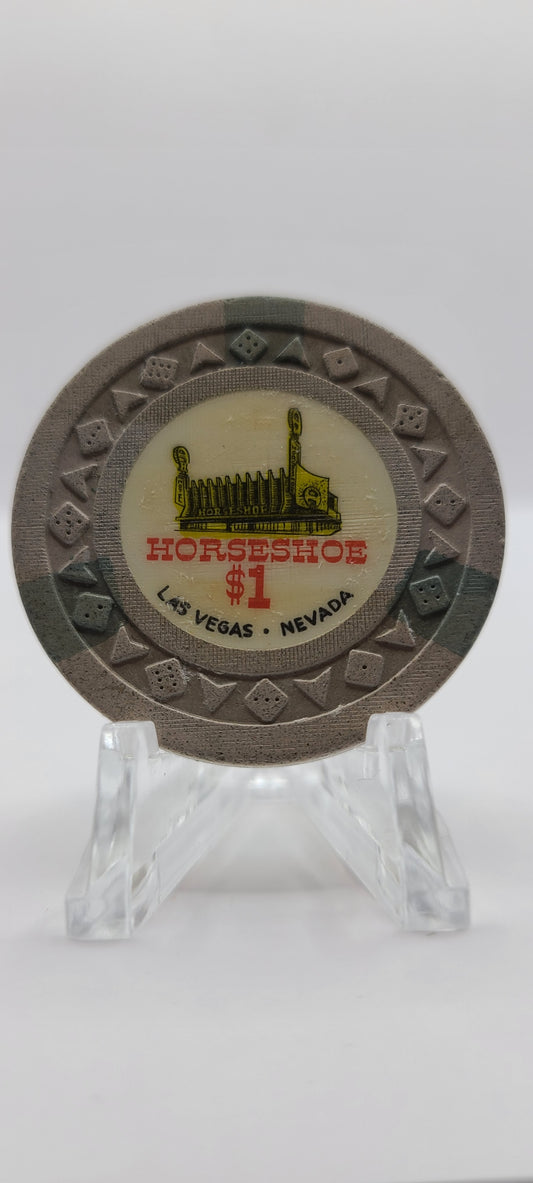 HORSESHOE
HORSESHOE
$1
LAS VEGAS • NEVADA